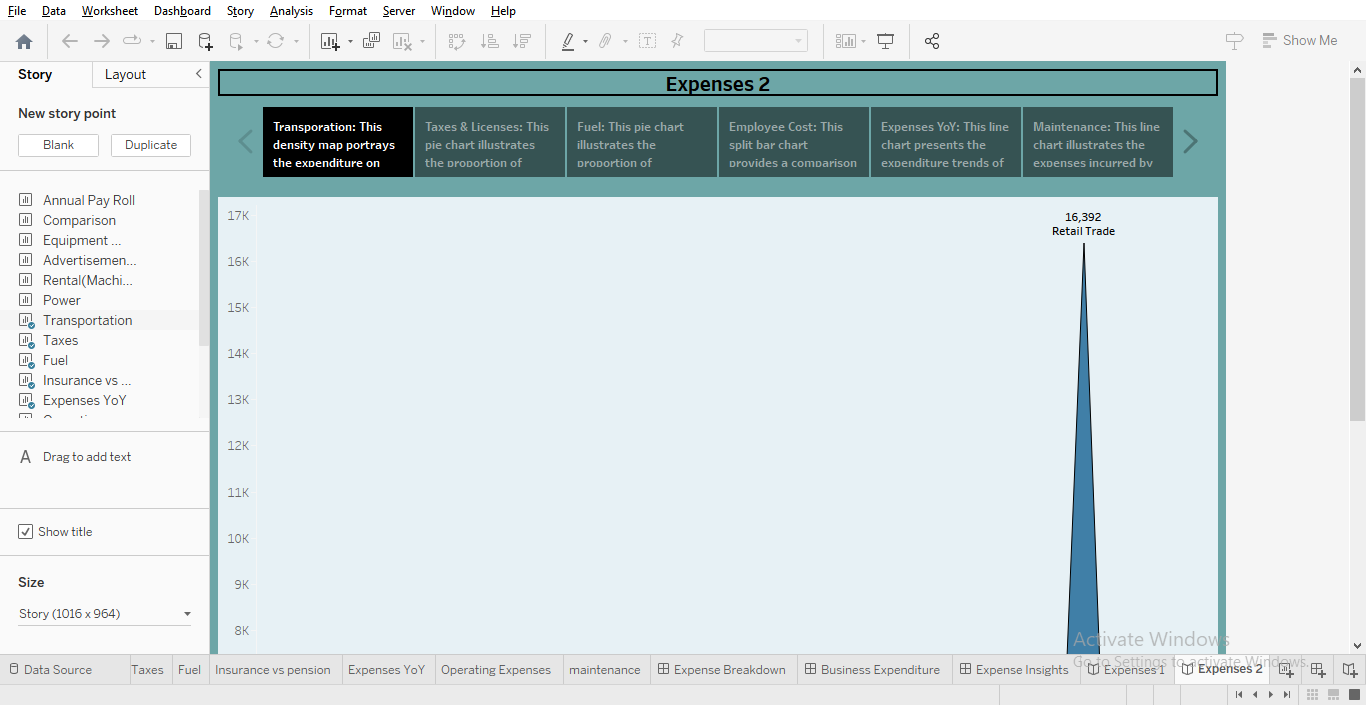 File Data Worksheet Dashboard Story Analysis Format Server Window Help
Show Me
Story Layout
New story point
Blank Duplicate
Annual Pay Roll
Comparison
Equipment ...
Advertisemen...
Rental(Machi...
Power
Transportation
Taxes
Fuel
Insurance vs ...
Expenses YoY
A Drag to add text
Show title
Size
Story (1016 x 964)
Expenses 2
Transporation: This
density map portrays
the expenditure on
Taxes & Licenses: This
pie chart illustrates
the proportion of
Fuel: This pie chart
illustrates the
proportion of
Employee Cost: This
split bar chart
provides a comparison
Expenses YoY: This line
chart presents the
expenditure trends of
Maintenance: This line
chart illustrates the
expenses incurred by
17K
16K
15K
14K
13K
12K
11K
10K
9K
8K
16,392
Retail Trade
Activate Windows
Go to Settings to activate Windows.
Data Source Taxes Fuel Insurance vs pension Expenses YoY Operating Expenses maintenance Expense Breakdown Business Expenditure Expense Insights Expenses 1 Expenses 2